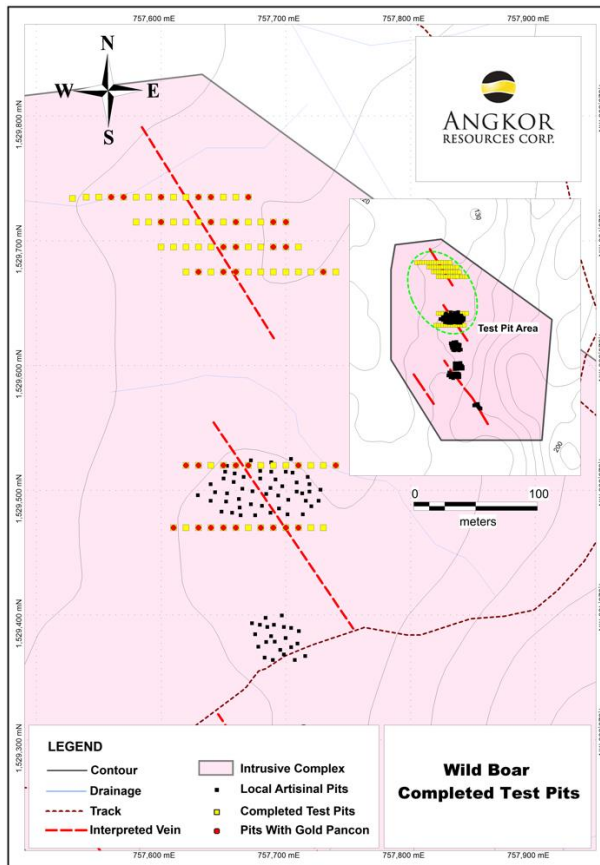 757,600 mE
757,700 mE
757,800 mE
757,900 mE
N
W E
S
ANGKOR
RESOURCES CORP.
1,529,800 mN
1,529,700 mN
1,529,600 mN
1,529,500 mN
1,529,400 mN
1,529,300 mN
130
Test Pit Area
200
0 100
meters
LEGEND
Contour
Drainage
Track
Interpreted Vein
Intrusive Complex
Local Artisinal Pits
Completed Test Pits
Pits With Gold Pancon
Wild Boar
Completed Test Pits
757,600 mE
757,700 mE
757,800 mE
757,900 mE